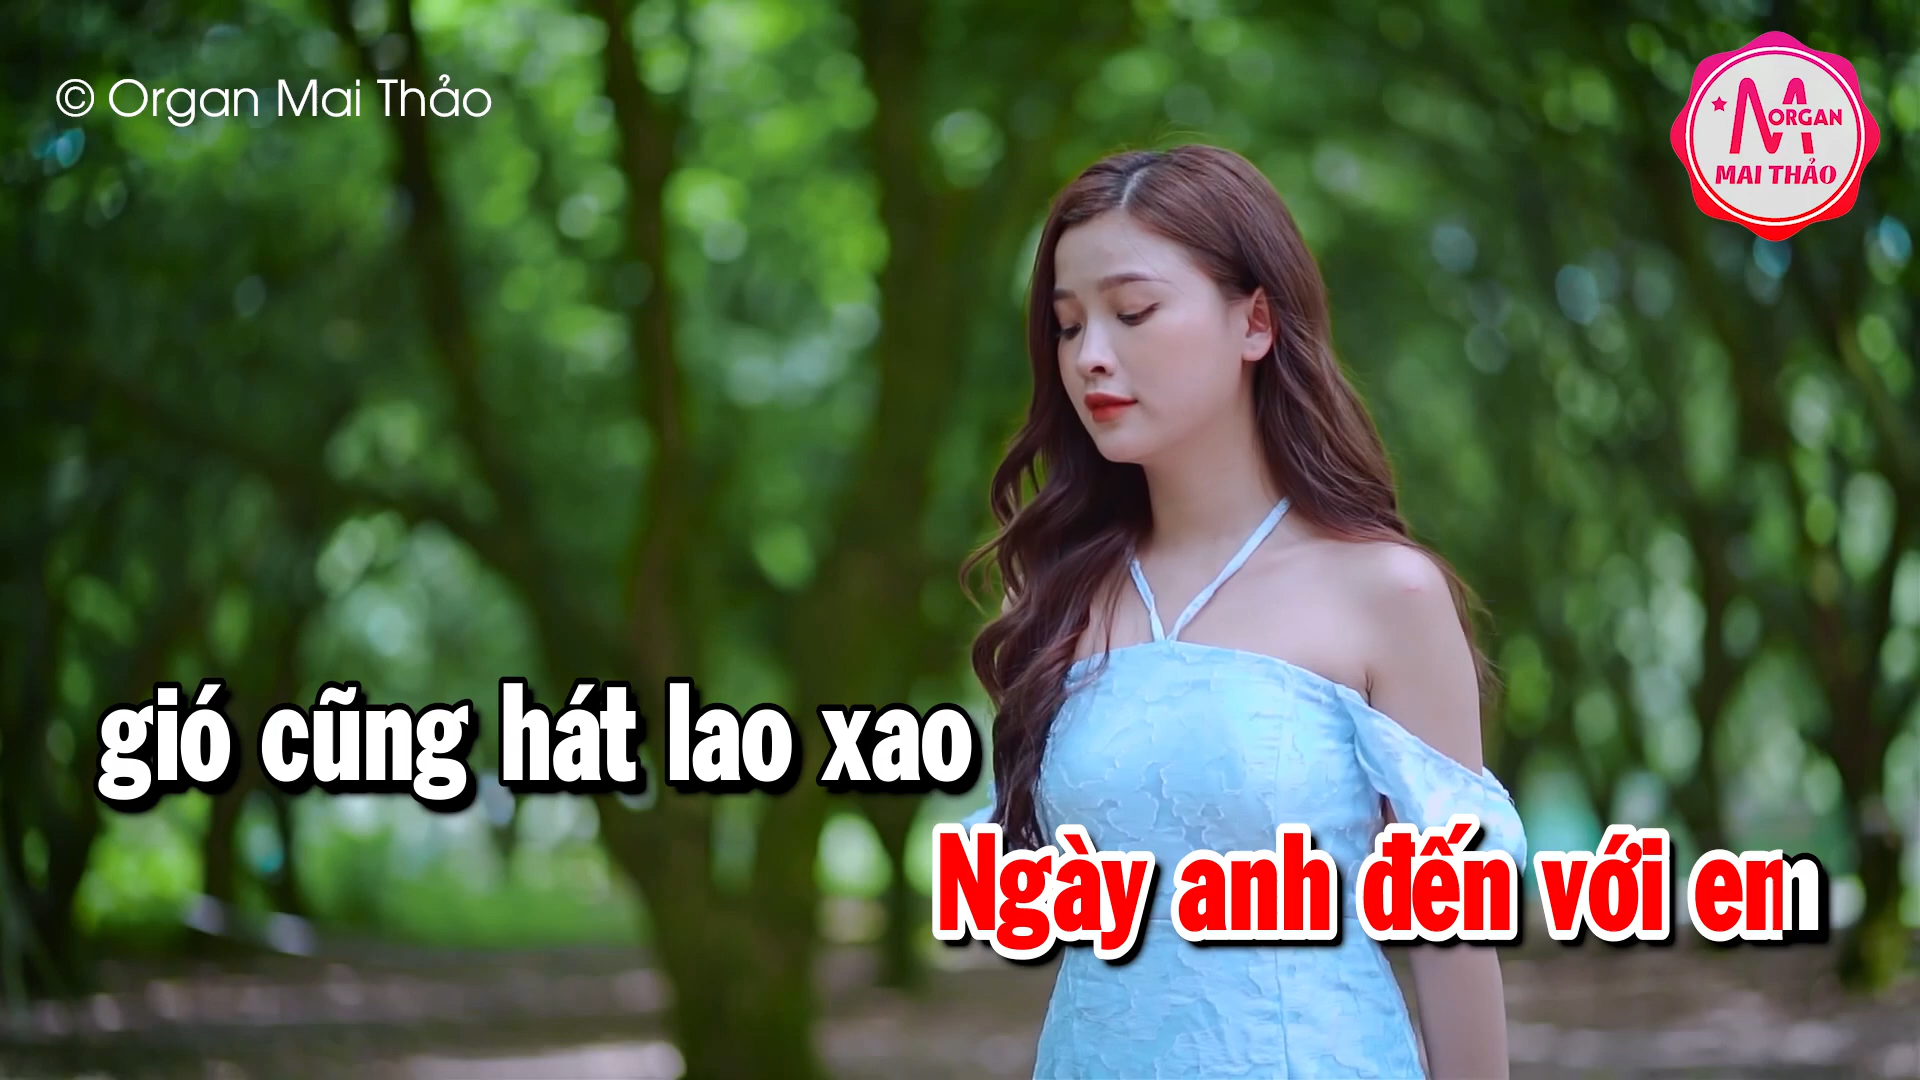 © Organ Mai Thảo
M ORGAN
MAI THẢO
gió cũng hát lao xao
Ngày anh đến với em